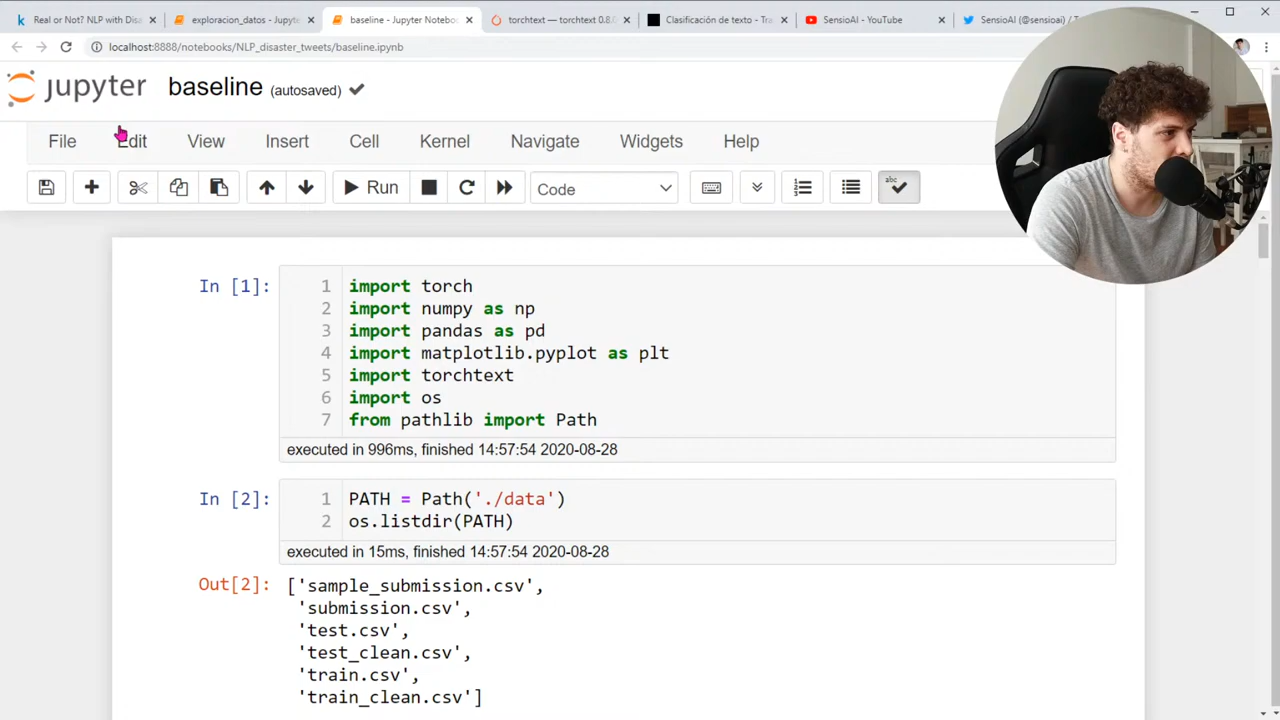 Real or Not? NLP with Disa
exploracion_datos - Jupyte
baseline - Jupyter Notebo
torchtext — torchtext 0.8.
Clasificación de texto - Tra
SensioAI - YouTube
SensioAI (@sensioai) / T
localhost:8888/notebooks/NLP_disaster_tweets/baseline.ipynb
jupyter baseline (autosaved)
File Edit View Insert Cell Kernel Navigate Widgets Help
Run Code abc
In [1]:
1 import torch
2 import numpy as np
3 import pandas as pd
4 import matplotlib.pyplot as plt
5 import torchtext
6 import os
7 from pathlib import Path
executed in 996ms, finished 14:57:54 2020-08-28
In [2]:
1 PATH = Path('./data')
2 os.listdir(PATH)
executed in 15ms, finished 14:57:54 2020-08-28
Out[2]: ['sample_submission.csv',
'submission.csv',
'test.csv',
'test_clean.csv',
'train.csv',
'train_clean.csv']